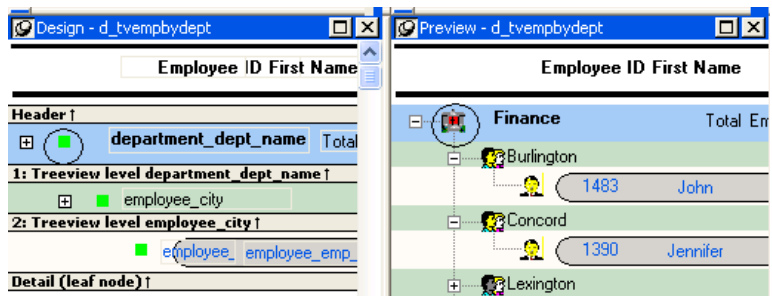 Design - d_tvempbydept
Employee ID First Name
Header ↑
department_dept_name Total
1: Treeview level department_dept_name ↑
employee_city
2: Treeview level employee_city ↑
employee_ employee_emp_
Detail (leaf node) ↑
Preview - d_tvempbydept
Employee ID First Name
Finance Total Em
Burlington
1483 John
Concord
1390 Jennifer
Lexington